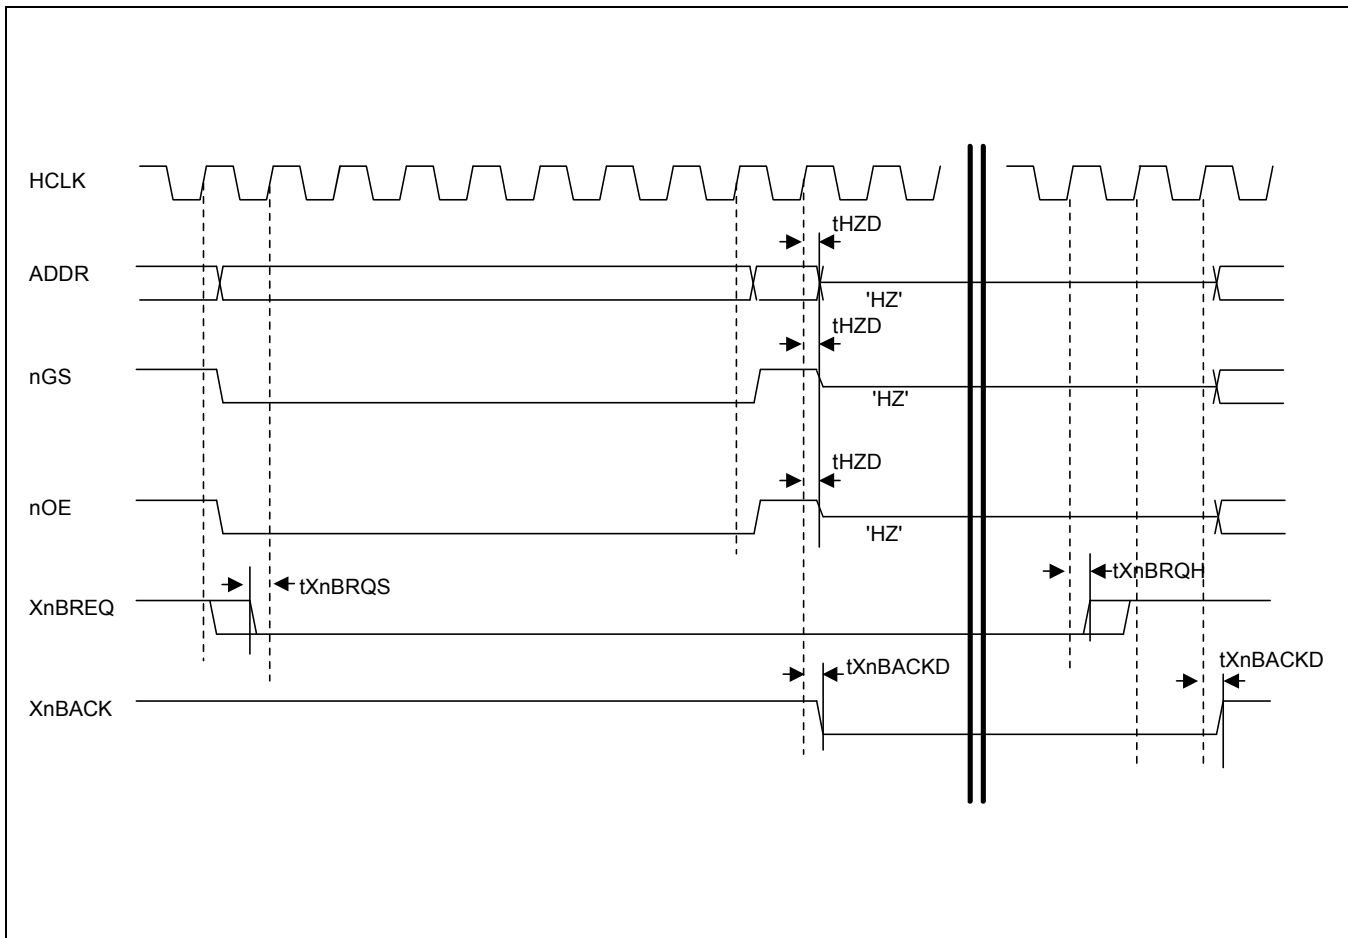 HCLK
tHZD
ADDR
'HZ'
tHZD
nGS
'HZ'
tHZD
nOE
'HZ'
tXnBRQS
tXnBRQH
XnBREQ
tXnBACKD
tXnBACKD
XnBACK